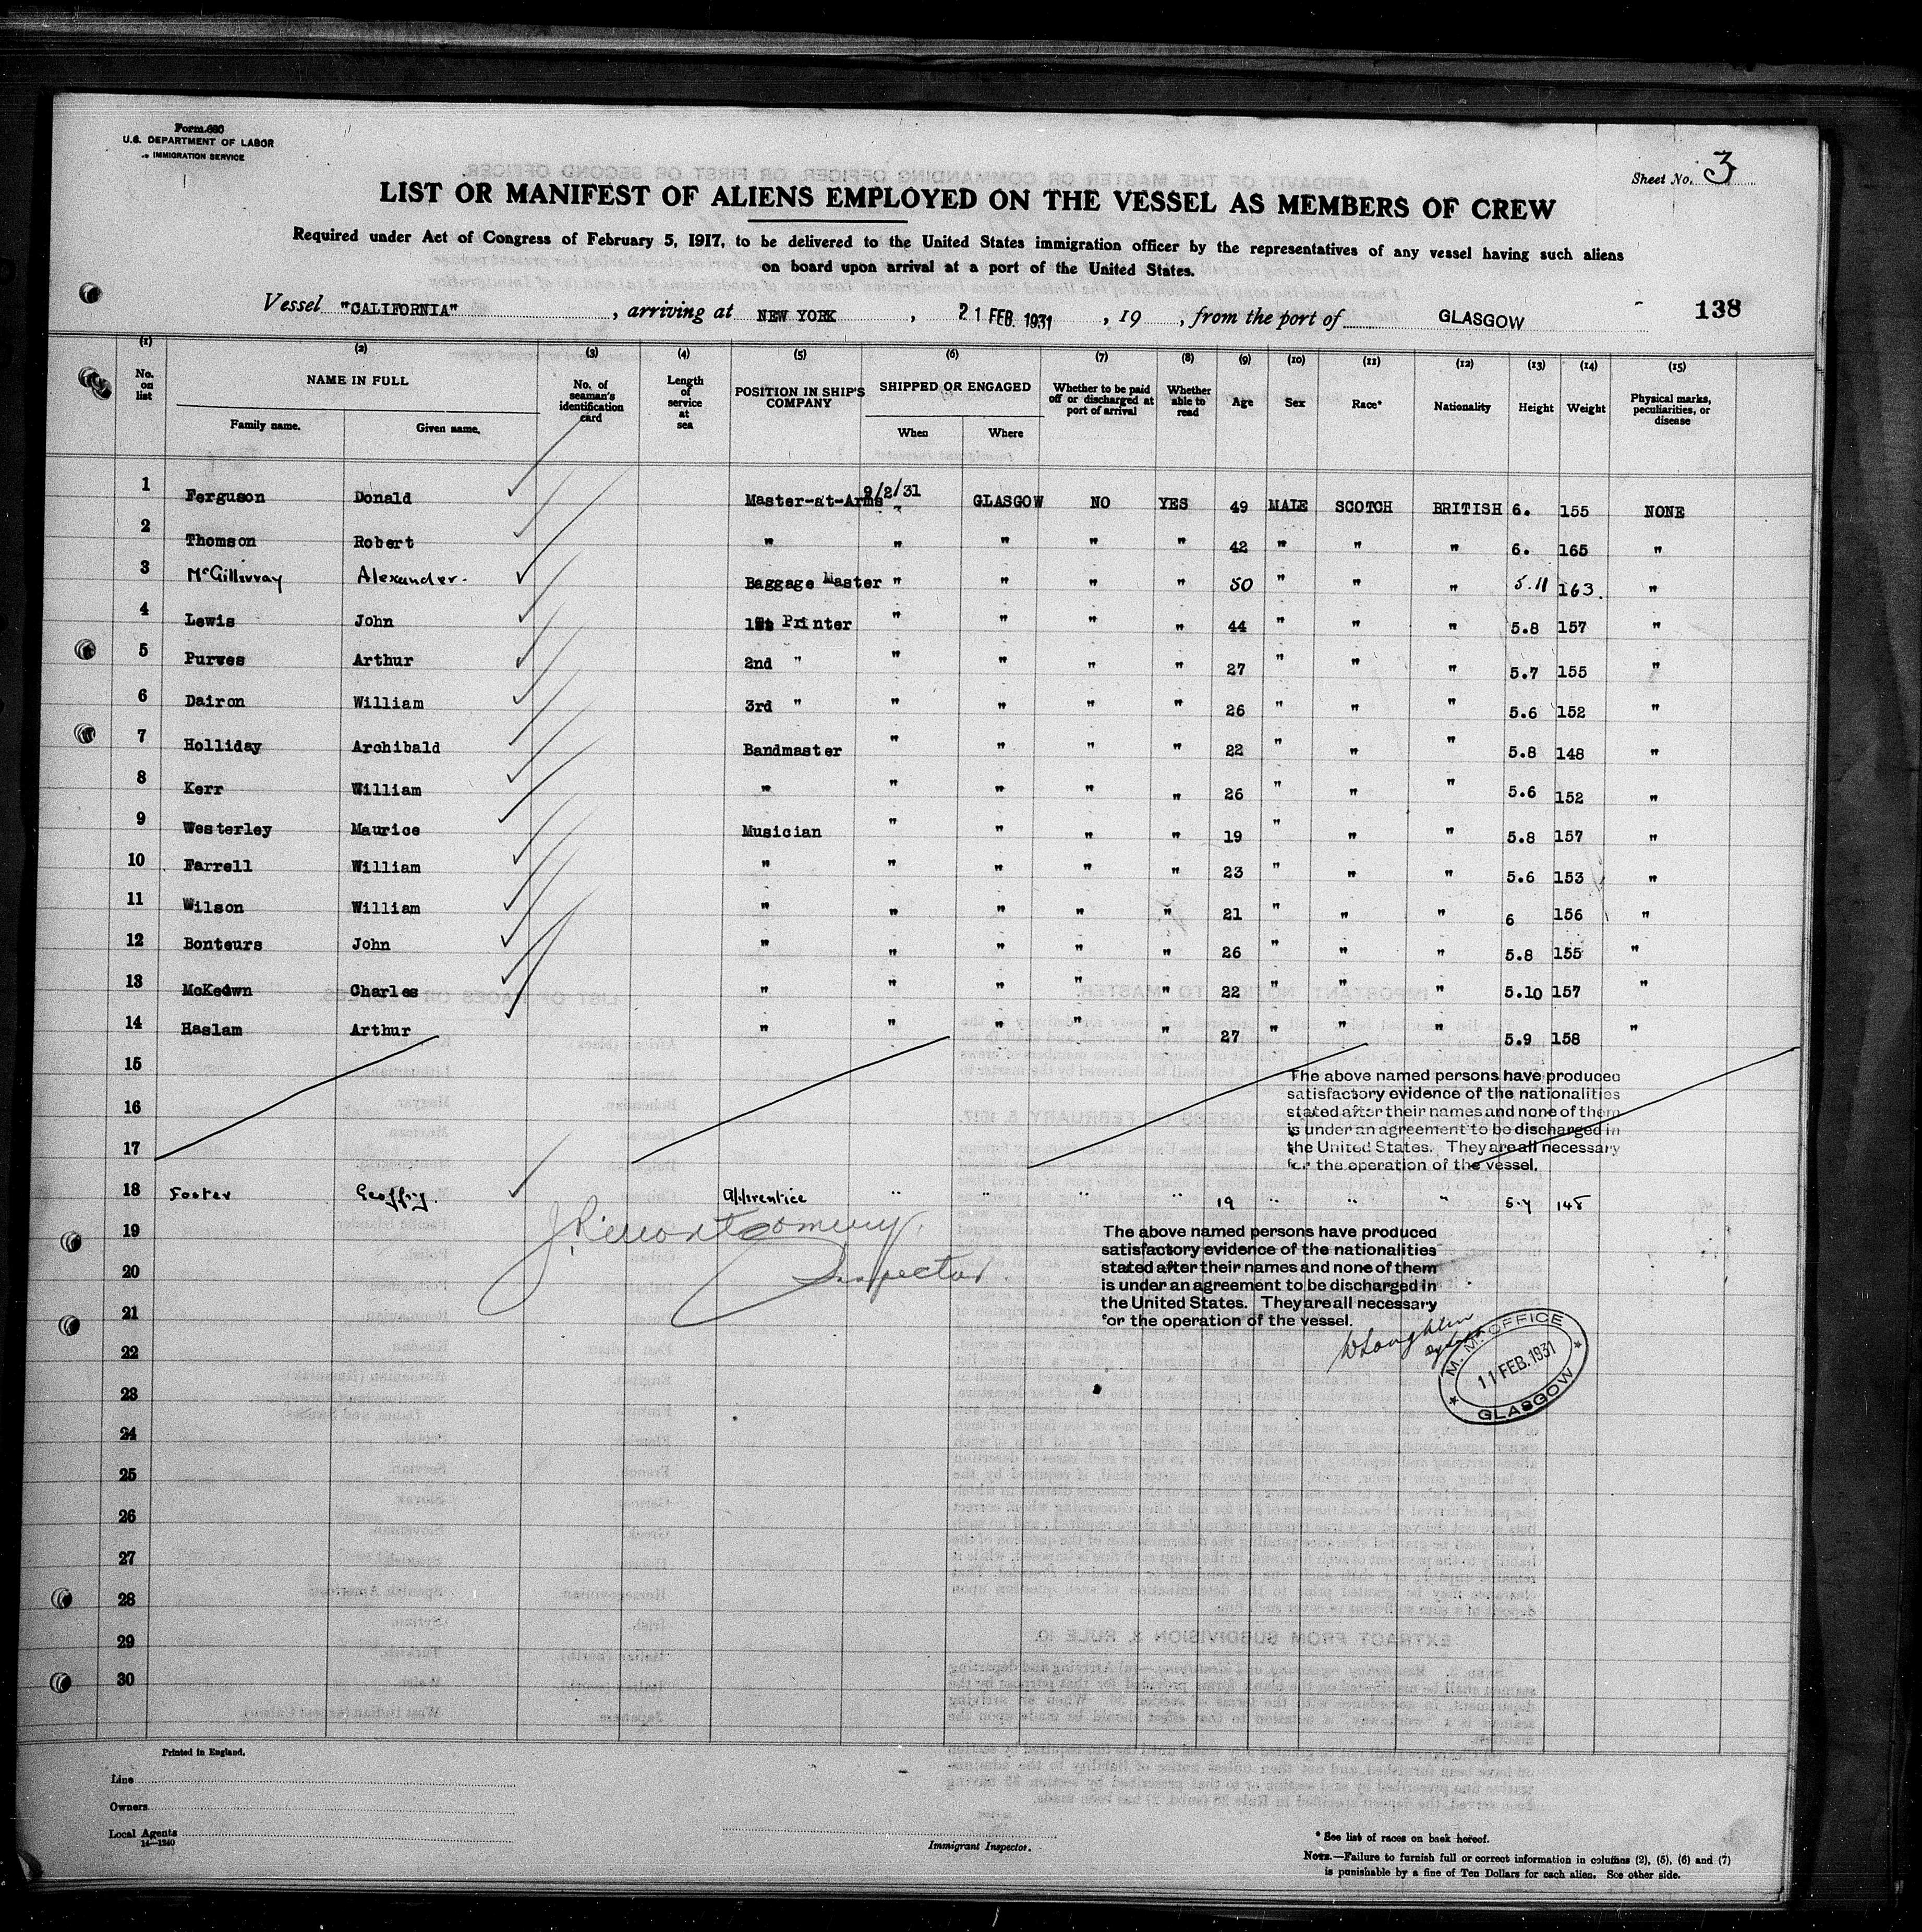 Form 680
U.S. DEPARTMENT OF LABOR
IMMIGRATION SERVICE
Sheet No. 3
LIST OR MANIFEST OF ALIENS EMPLOYED ON THE VESSEL AS MEMBERS OF CREW
Required under Act of Congress of February 5, 1917, to be delivered to the United States immigration officer by the representatives of any vessel having such aliens
on board upon arrival at a port of the United States.
Vessel "CALIFORNIA", arriving at NEW YORK, 21 FEB. 1931, 19, from the port of GLASGOW 138
(1) (2) (3) (4) (5) (6) (7) (8) (9) (10) (11) (12) (13) (14) (15)
No. on list NAME IN FULL Family name. Given name. No. of seaman's identification card Length of service at sea POSITION IN SHIP'S COMPANY SHIPPED OR ENGAGED When Where Whether to be paid off or discharged at port of arrival Whether able to read Age Sex Race* Nationality Height Weight Physical marks, peculiarities, or disease
1 Ferguson Donald Master-at-Arms 9/2/31 GLASGOW NO YES 49 MALE SCOTCH BRITISH 6. 155 NONE
2 Thomson Robert " " " " " 42 " " " 6. 165 "
3 McGillivray Alexander. Baggage Master " " " " 50 " " " 5.11 163. "
4 Lewis John 1st Printer " " " " 44 " " " 5.8 157 "
5 Purves Arthur 2nd " " " " " 27 " " " 5.7 155 "
6 Dairon William 3rd " " " " " 26 " " " 5.6 152 "
7 Holliday Archibald Bandmaster " " " " 22 " " " 5.8 148 "
8 Kerr William " " " " " 26 " " " 5.6 152 "
9 Westerley Maurice Musician " " " " 19 " " " 5.8 157 "
10 Farrell William " " " " " 23 " " " 5.6 153 "
11 Wilson William " " " " " 21 " " " 6 156 "
12 Bonteurs John " " " " " 26 " " " 5.8 155 "
13 McKeown Charles " " " " " 22 " " " 5.10 157 "
14 Haslam Arthur " " " " " 27 " " " 5.9 158 "
15
The above named persons have produced
satisfactory evidence of the nationalities
16
stated after their names and none of them
is under an agreement to be discharged in
17
the United States. They are all necessary
for the operation of the vessel.
18 Foster Geoffry. Apprentice " " " " 19 " " " 5.7 148
19 J. R. Montgomery,
The above named persons have produced
satisfactory evidence of the nationalities
20 Inspector.
stated after their names and none of them
is under an agreement to be discharged in
21
the United States. They are all necessary
for the operation of the vessel.
22
M. M. OFFICE
11 FEB. 1931
GLASGOW
23
24
25
26
27
28
29
30
Printed in England.
Line
Owners
Local Agents
14—1240
Immigrant Inspector.
* See list of races on back hereof.
NOTE.—Failure to furnish full or correct information in columns (2), (5), (6) and (7)
is punishable by a fine of Ten Dollars for each alien. See other side.